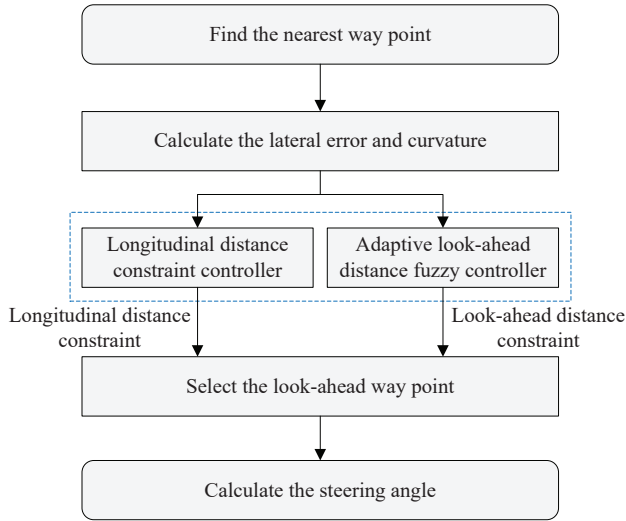 Find the nearest way point
Calculate the lateral error and curvature
Longitudinal distance
constraint controller
Adaptive look-ahead
distance fuzzy controller
Longitudinal distance
constraint
Look-ahead distance
constraint
Select the look-ahead way point
Calculate the steering angle